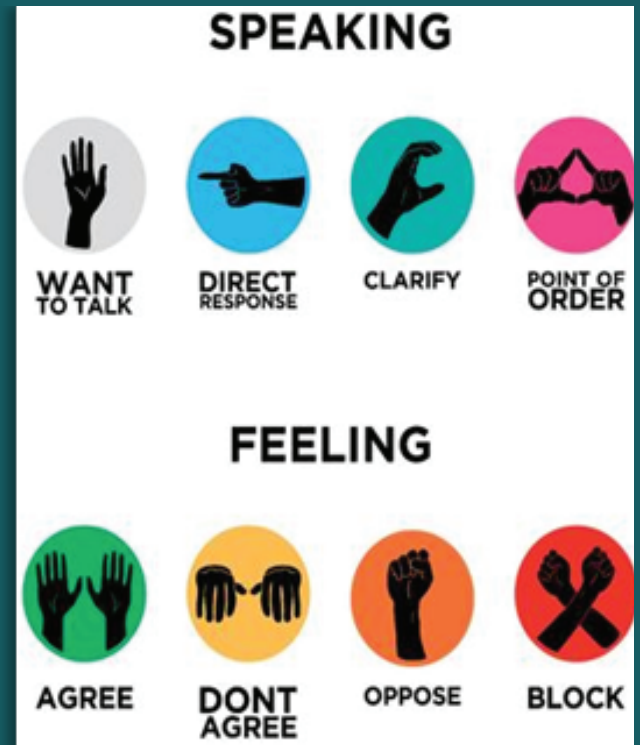 SPEAKING
WANT
TO TALK
DIRECT
RESPONSE
CLARIFY
POINT OF
ORDER
FEELING
AGREE
DONT
AGREE
OPPOSE
BLOCK